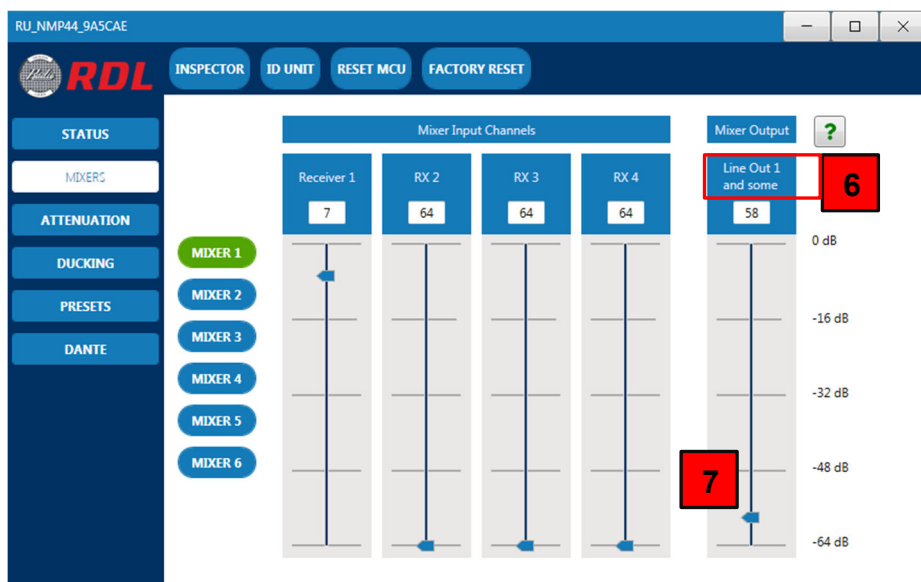 RU_NMP44_9A5CAE
Radio
RDL
INSPECTOR
ID UNIT
RESET MCU
FACTORY RESET
STATUS
MIXERS
ATTENUATION
DUCKING
PRESETS
DANTE
Mixer Input Channels
Mixer Output
?
Receiver 1
RX 2
RX 3
RX 4
Line Out 1
and some
6
7
64
64
64
58
MIXER 1
MIXER 2
MIXER 3
MIXER 4
MIXER 5
MIXER 6
0 dB
-16 dB
-32 dB
-48 dB
-64 dB
7